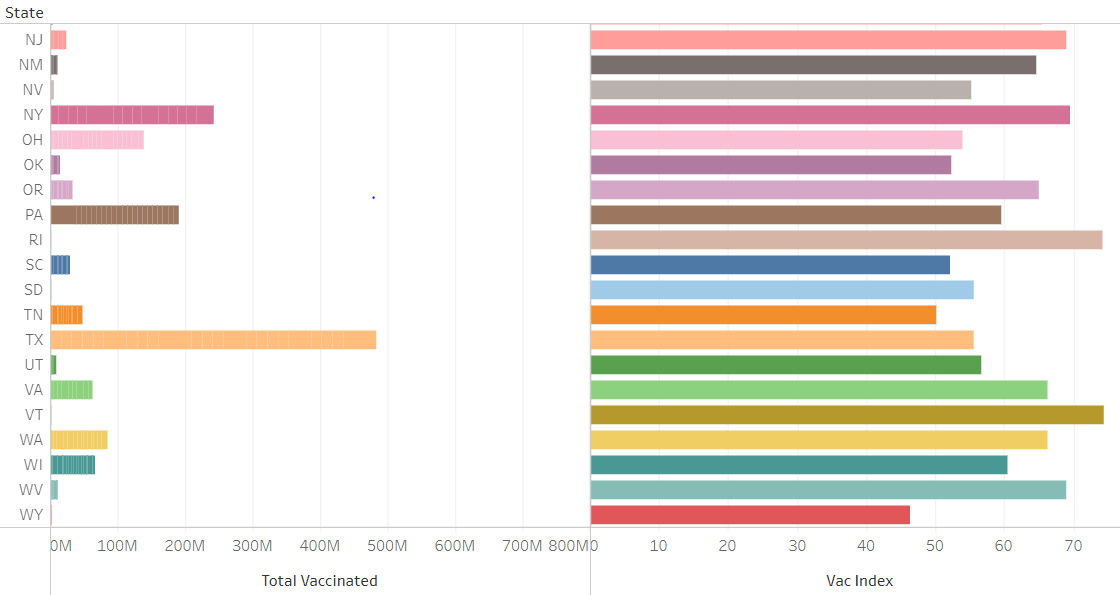 State
NJ
NM
NV
NY
OH
OK
OR
PA
RI
SC
SD
TN
TX
UT
VA
VT
WA
WI
WV
WY
0M 100M 200M 300M 400M 500M 600M 700M 800M 0 10 20 30 40 50 60 70
Total Vaccinated Vac Index